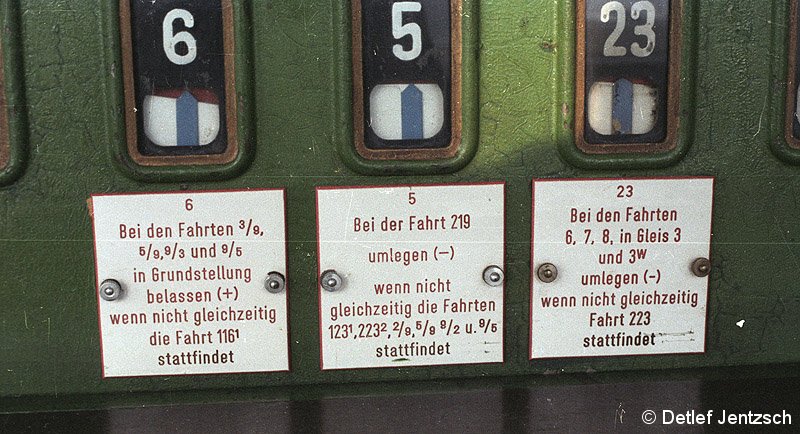 6
5
23
6
Bei den Fahrten ³/₉,
⁵/₉, ⁹/₃ und ⁹/₅
in Grundstellung
belassen (+)
wenn nicht gleichzeitig
die Fahrt 116¹
stattfindet
5
Bei der Fahrt 219
umlegen (–)
wenn nicht
gleichzeitig die Fahrten
123¹, 223², ²/₉, ⁵/₉ ⁹/₂ u. ⁹/₅
stattfindet
23
Bei den Fahrten
6, 7, 8, in Gleis 3
und 3ᵂ
umlegen (-)
wenn nicht gleichzeitig
Fahrt 223
stattfindet
© Detlef Jentzsch